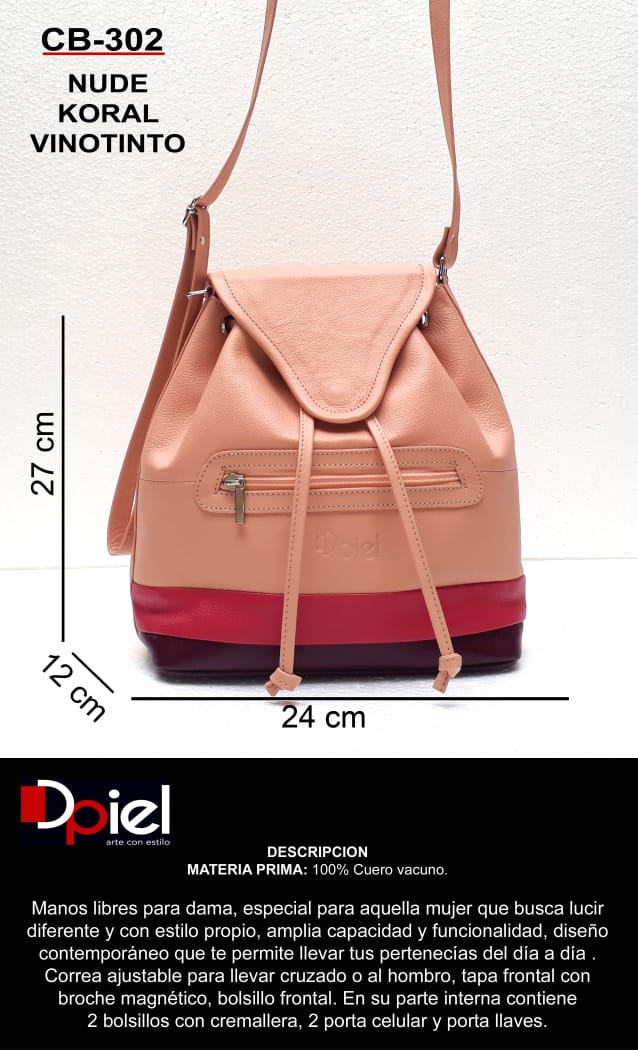 CB-302
NUDE
KORAL
VINOTINTO
27 cm
Dpiel
12 cm
24 cm
Dpiel
arte con estilo
DESCRIPCION
MATERIA PRIMA: 100% Cuero vacuno.
Manos libres para dama, especial para aquella mujer que busca lucir
diferente y con estilo propio, amplia capacidad y funcionalidad, diseño
contemporáneo que te permite llevar tus pertenecías del día a día .
Correa ajustable para llevar cruzado o al hombro, tapa frontal con
broche magnético, bolsillo frontal. En su parte interna contiene
2 bolsillos con cremallera, 2 porta celular y porta llaves.